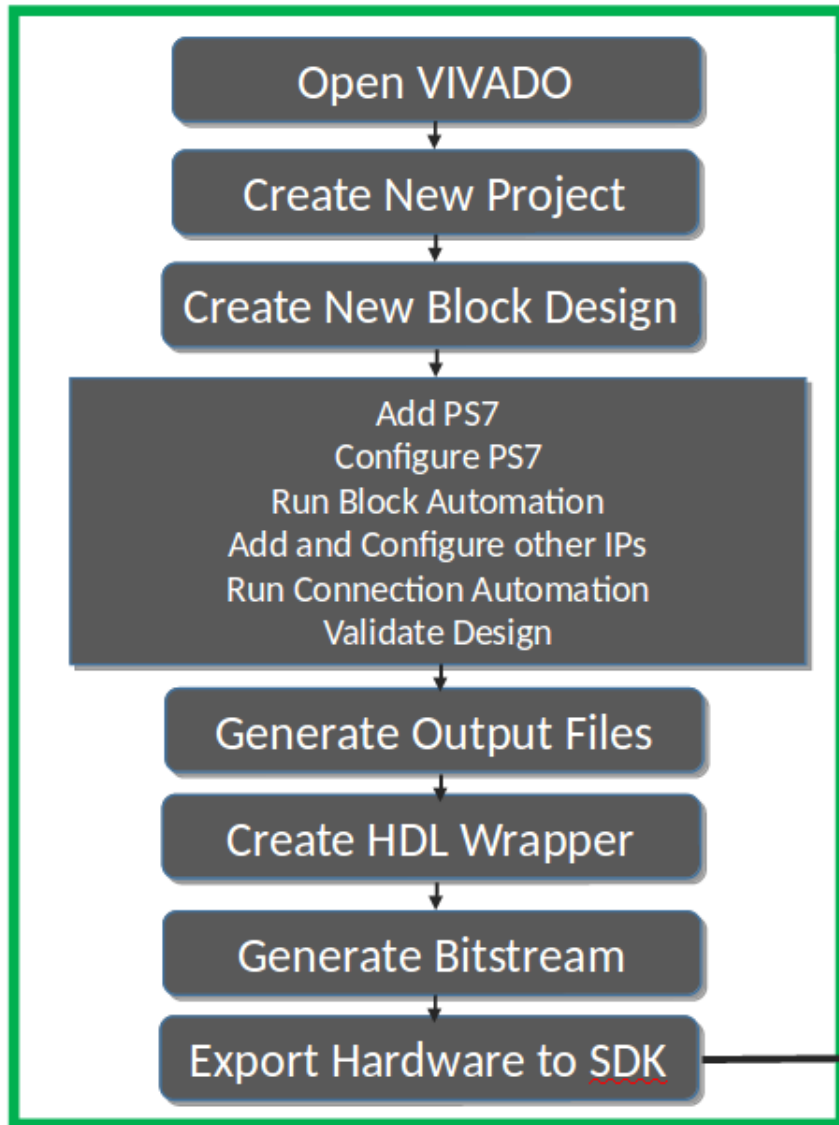 Open VIVADO
Create New Project
Create New Block Design
Add PS7
Configure PS7
Run Block Automation
Add and Configure other IPs
Run Connection Automation
Validate Design
Generate Output Files
Create HDL Wrapper
Generate Bitstream
Export Hardware to SDK